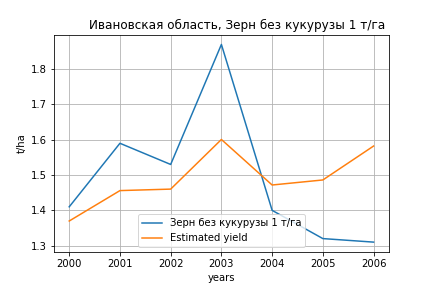 Ивановская область, Зерн без кукурузы 1 т/га
t/ha
1.8
1.7
1.6
1.5
1.4
1.3
Зерн без кукурузы 1 т/га
Estimated yield
2000 2001 2002 2003 2004 2005 2006
years